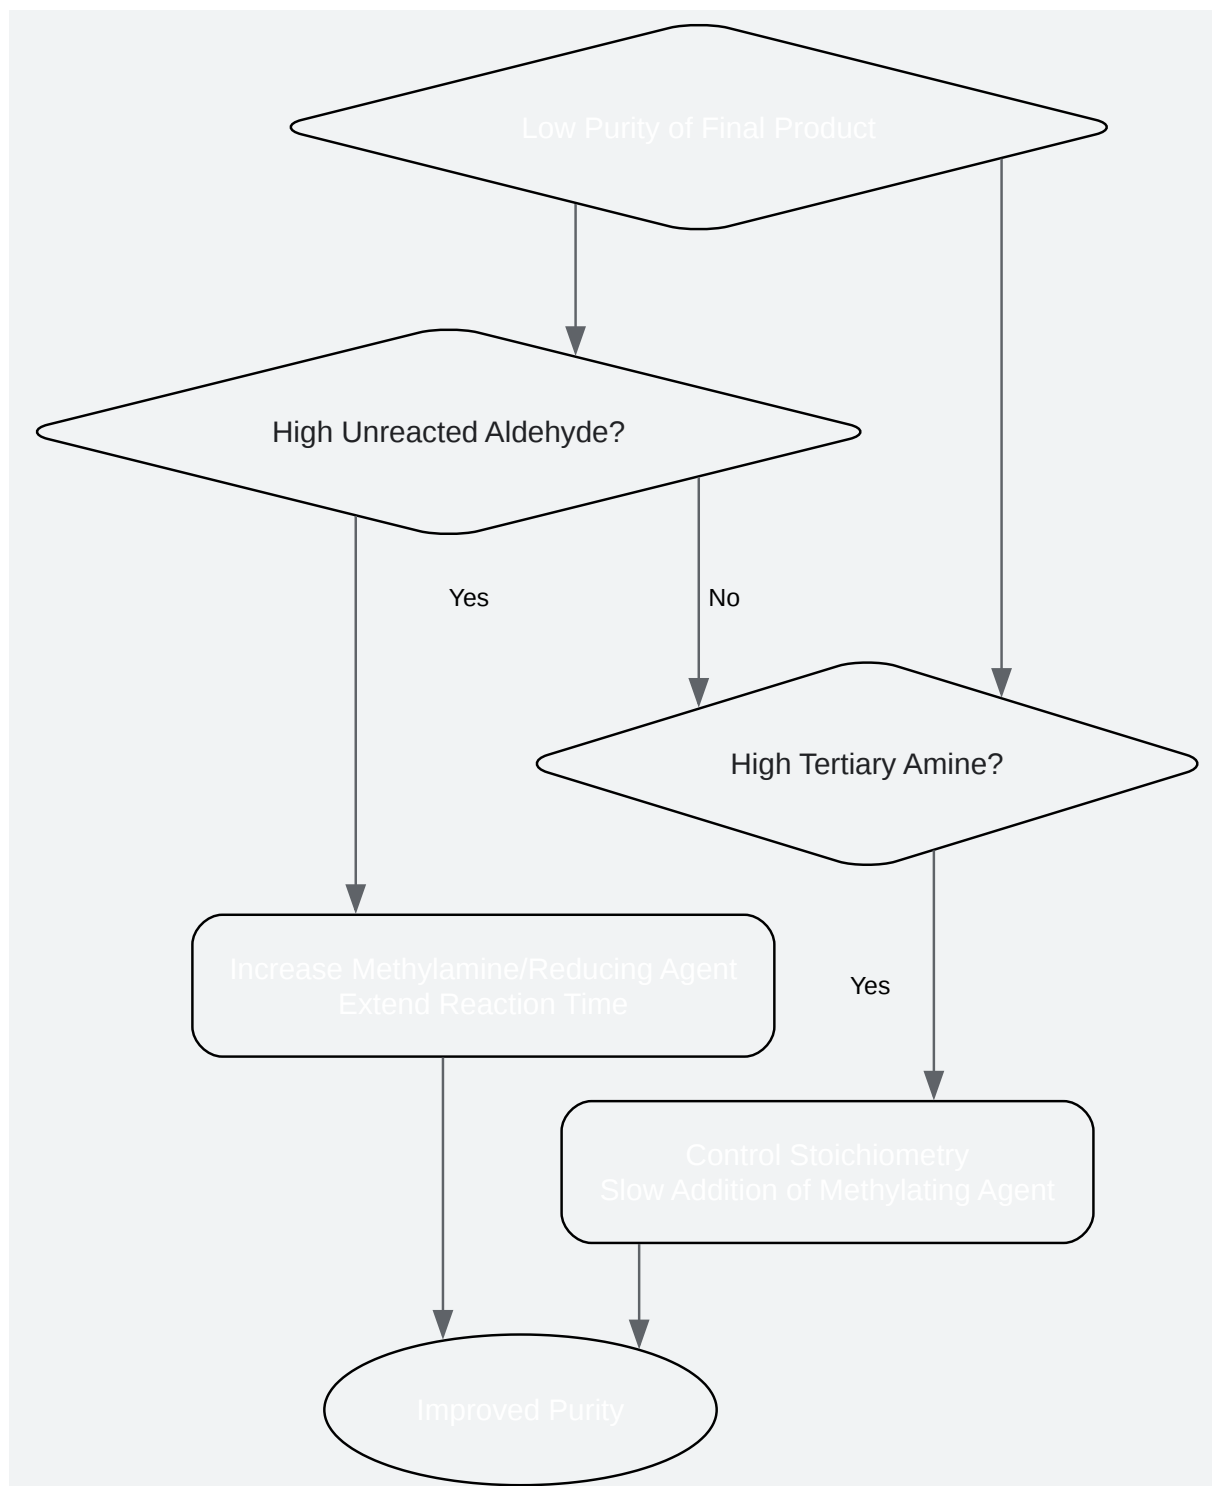 Low Purity of Final Product
High Unreacted Aldehyde?
Yes
No
High Tertiary Amine?
Increase Methylamine/Reducing Agent
Extend Reaction Time
Yes
Control Stoichiometry
Slow Addition of Methylating Agent
Improved Purity